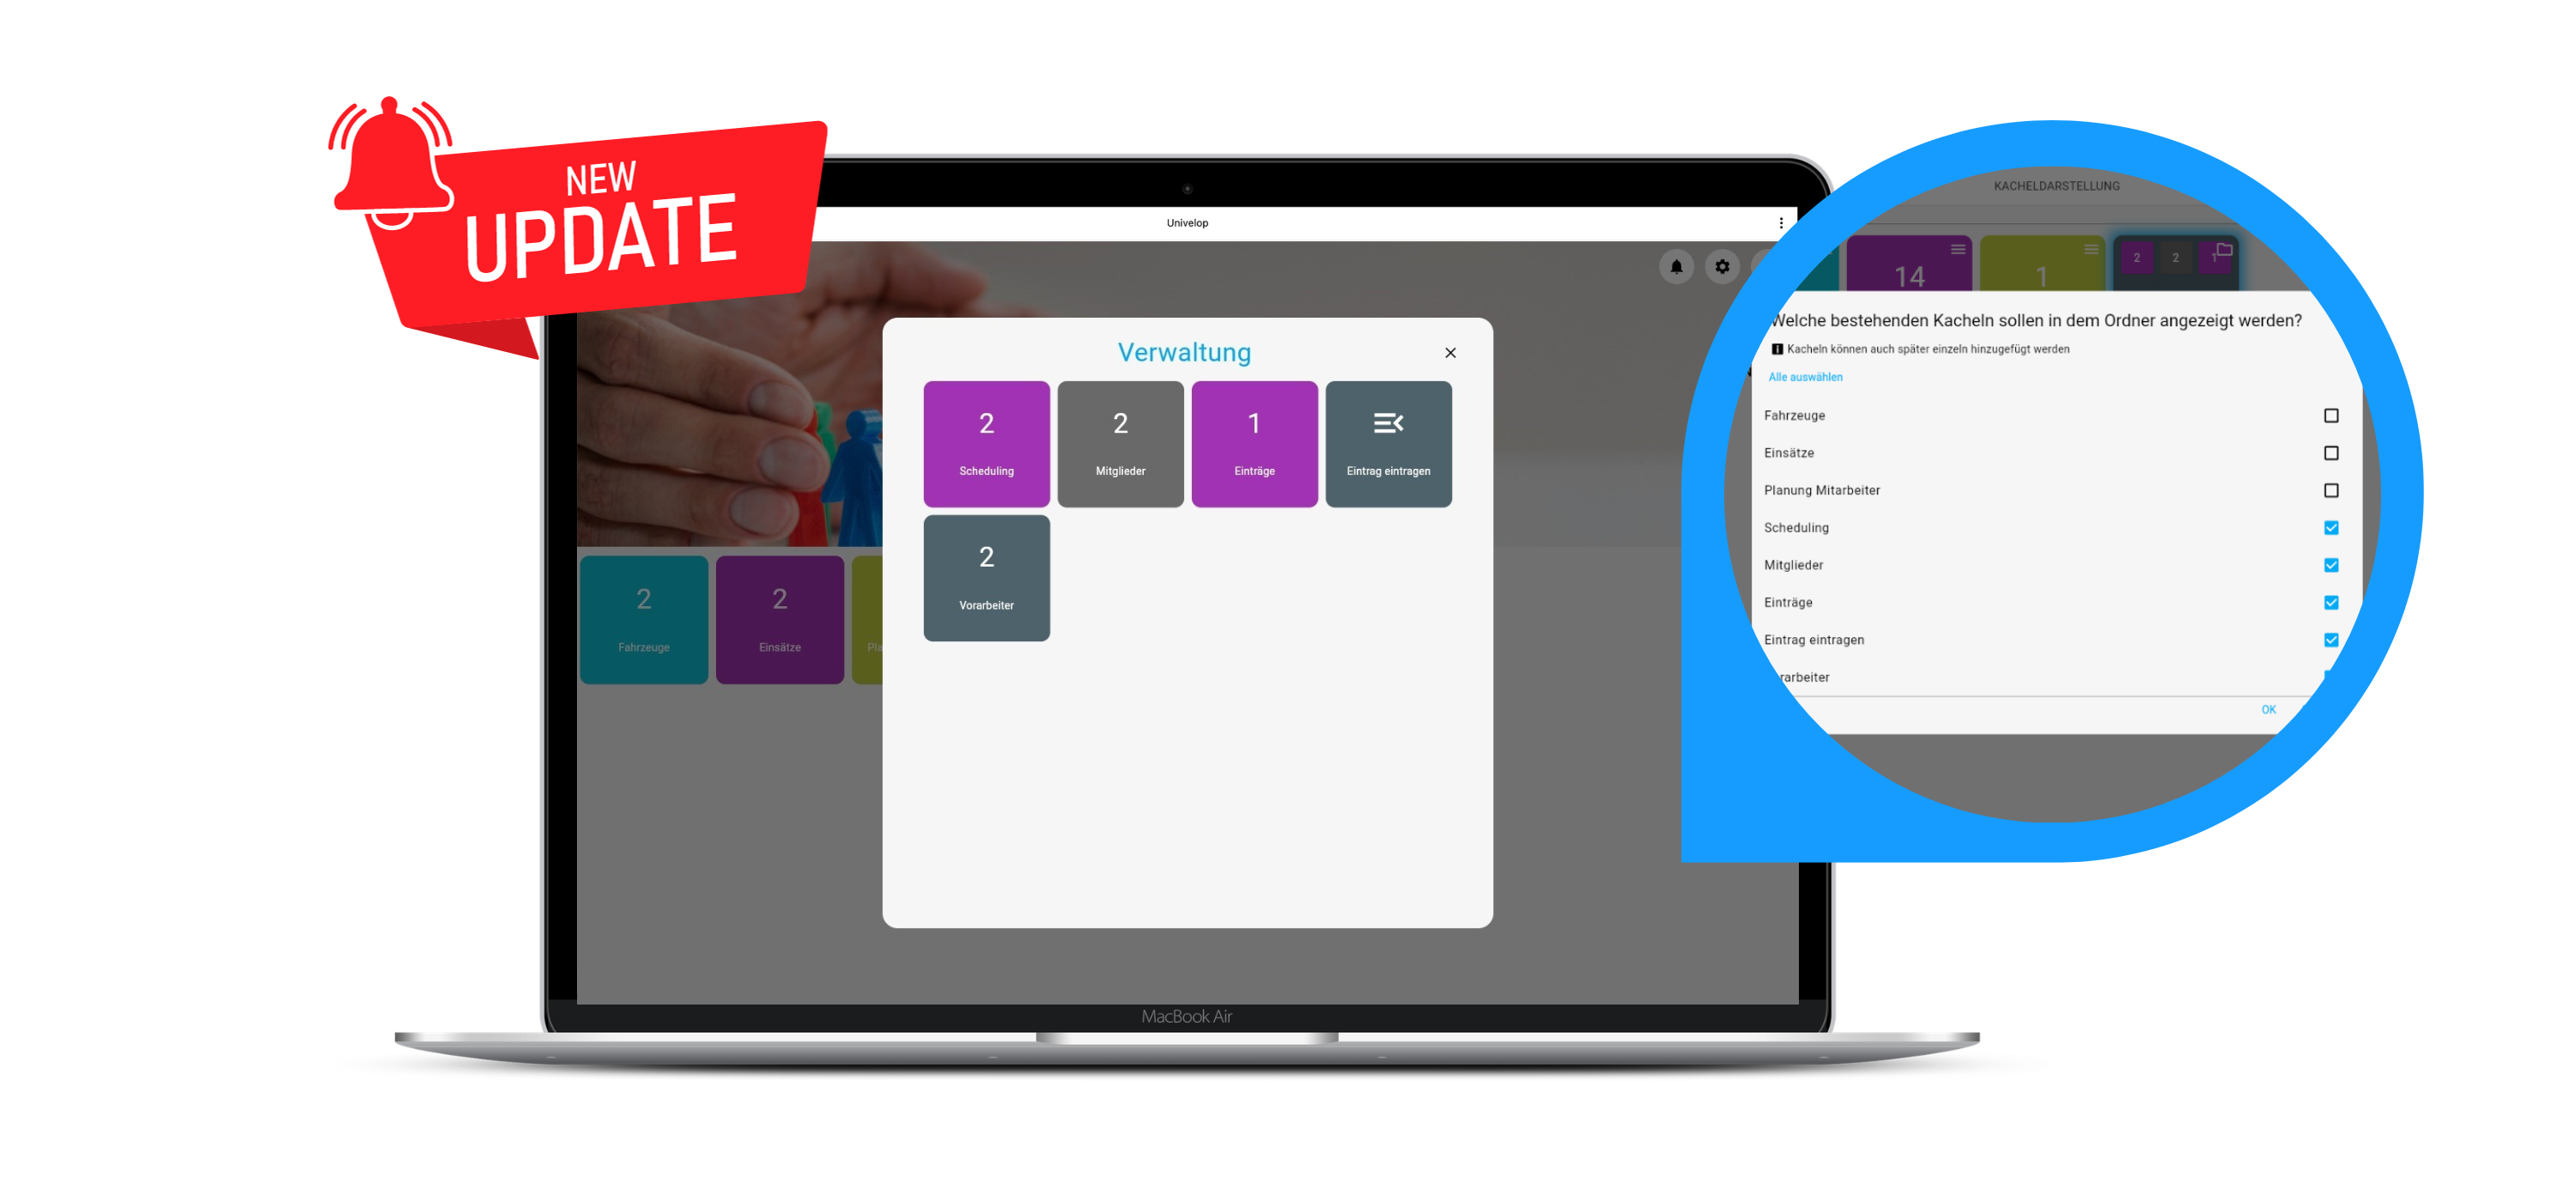 NEW
UPDATE
Univelop
Verwaltung
2
Scheduling
2
Mitglieder
1
Einträge
Eintrag eintragen
2
Vorarbeiter
2
Fahrzeuge
2
Einsätze
MacBook Air
KACHELDARSTELLUNG
14
1
2 2 1
Welche bestehenden Kacheln sollen in dem Ordner angezeigt werden?
Kacheln können auch später einzeln hinzugefügt werden
Alle auswählen
Fahrzeuge
Einsätze
Planung Mitarbeiter
Scheduling
Mitglieder
Einträge
Eintrag eintragen
rarbeiter
OK